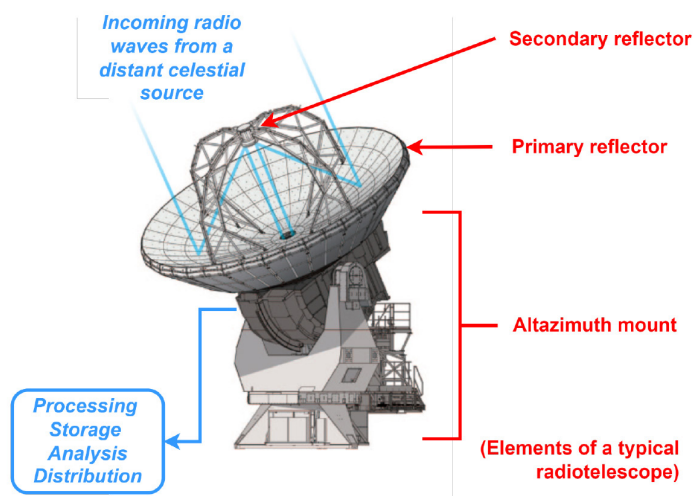 Incoming radio
waves from a
distant celestial
source
Secondary reflector
Primary reflector
Altazimuth mount
Processing
Storage
Analysis
Distribution
(Elements of a typical
radiotelescope)